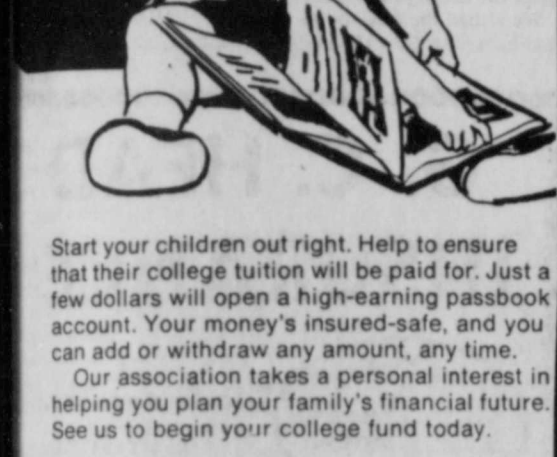 Start your children out right. Help to ensure
that their college tuition will be paid for. Just a
few dollars will open a high-earning passbook
account. Your money's insured-safe, and you
can add or withdraw any amount, any time.
Our association takes a personal interest in
helping you plan your family's financial future.
See us to begin your college fund today.